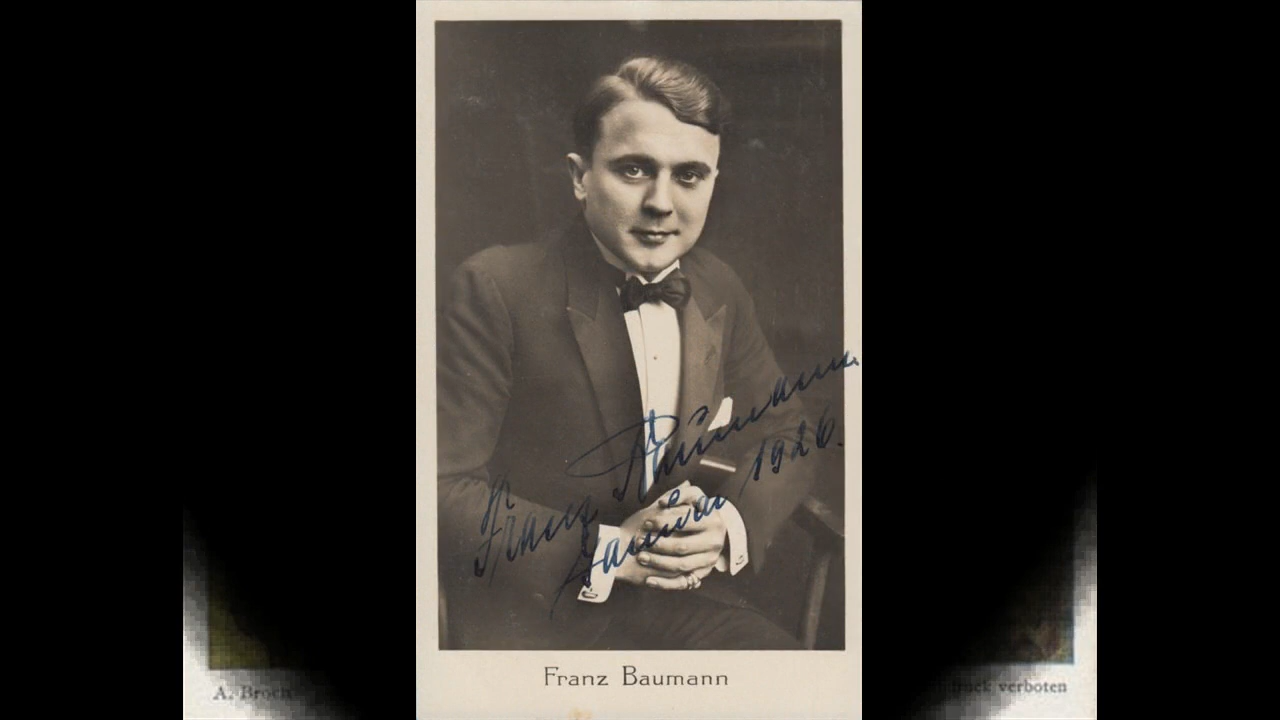 Franz Baumann.
Januar 1926.
Franz Baumann
A. Broch
druck verboten